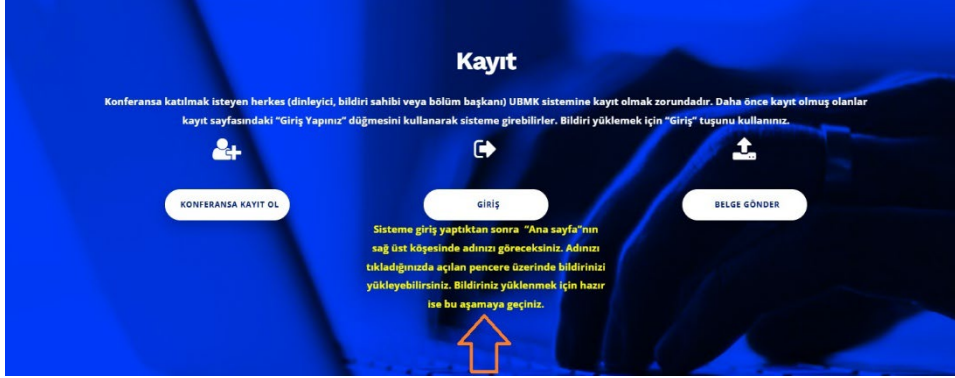 Kayıt
Konferansa katılmak isteyen herkes (dinleyici, bildiri sahibi veya bölüm başkanı) UBMK sistemine kayıt olmak zorundadır. Daha önce kayıt olmuş olanlar
kayıt sayfasındaki “Giriş Yapınız” düğmesini kullanarak sisteme girebilirler. Bildiri yüklemek için “Giriş” tuşunu kullanınız.
KONFERANSA KAYIT OL
GİRİŞ
BELGE GÖNDER
Sisteme giriş yaptıktan sonra “Ana sayfa”nın
sağ üst köşesinde adınızı göreceksiniz. Adınızı
tıkladığınızda açılan pencere üzerinde bildirinizi
yükleyebilirsiniz. Bildiriniz yüklenmek için hazır
ise bu aşamaya geçiniz.